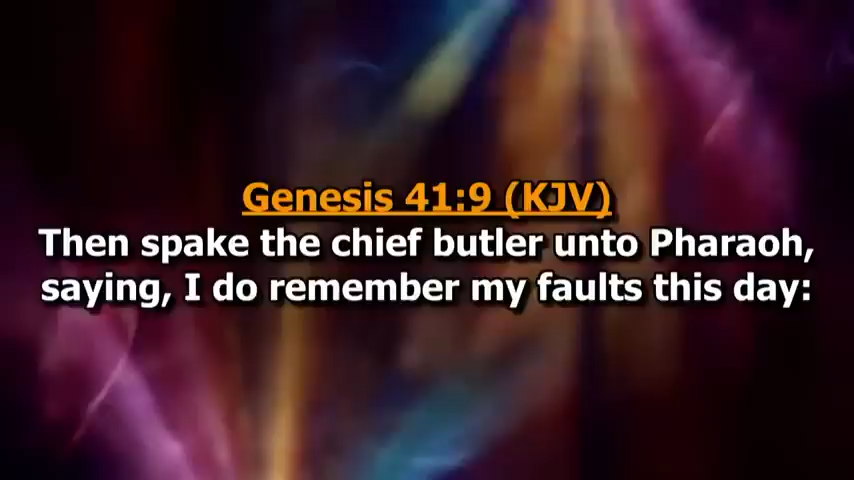 Genesis 41:9 (KJV)
Then spake the chief butler unto Pharaoh,
saying, I do remember my faults this day: